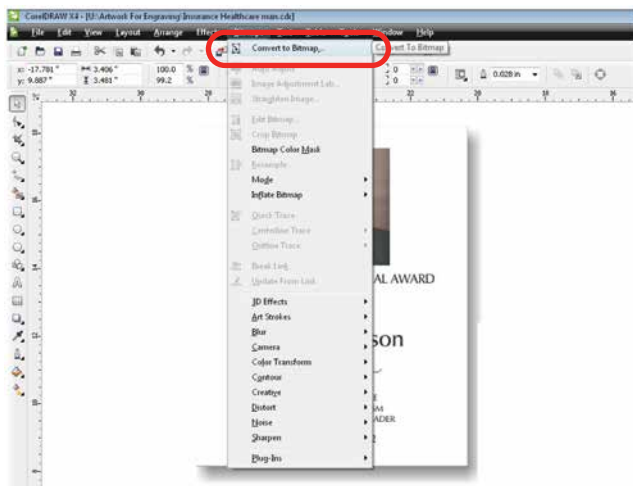 CorelDRAW X4 - [U:\Artwork For Engraving\Insurance Healthcare man.cdr]
File Edit View Layout Arrange Effects Window Help
Convert to Bitmap...
Convert To Bitmap
x: -17.781 "
y: 9.887 "
3.406 "
3.481 "
100.0 %
99.2 %
0.028 in
Image Adjustment Lab...
Straighten Image...
Edit Bitmap...
Crop Bitmap
Bitmap Color Mask
Resample...
Mode
Inflate Bitmap
Quick Trace
Centerline Trace
Outline Trace
Break Link
Update From Link
3D Effects
Art Strokes
Blur
Camera
Color Transform
Contour
Creative
Distort
Noise
Sharpen
Plug-Ins
AL AWARD
son
SM
ADER